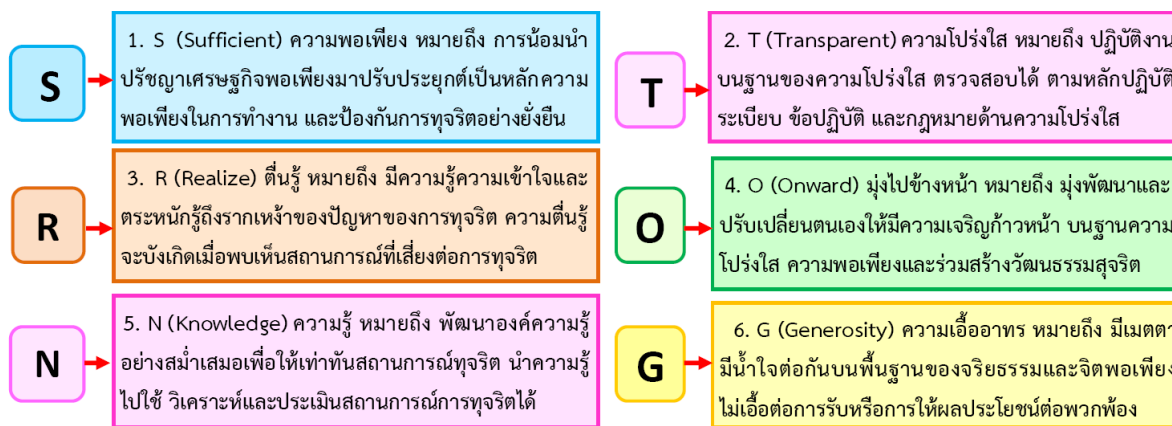 S
1. S (Sufficient) ความพอเพียง หมายถึง การน้อมนำ
ปรัชญาเศรษฐกิจพอเพียงมาปรับประยุกต์เป็นหลักความ
พอเพียงในการทำงาน และป้องกันการทุจริตอย่างยั่งยืน
T
2. T (Transparent) ความโปร่งใส หมายถึง ปฏิบัติงาน
บนฐานของความโปร่งใส ตรวจสอบได้ ตามหลักปฏิบัติ
ระเบียบ ข้อปฏิบัติ และกฎหมายด้านความโปร่งใส
R
3. R (Realize) ตื่นรู้ หมายถึง มีความรู้ความเข้าใจและ
ตระหนักรู้ถึงรากเหง้าของปัญหาของการทุจริต ความตื่นรู้
จะบังเกิดเมื่อพบเห็นสถานการณ์ที่เสี่ยงต่อการทุจริต
O
4. O (Onward) มุ่งไปข้างหน้า หมายถึง มุ่งพัฒนาและ
ปรับเปลี่ยนตนเองให้มีความเจริญก้าวหน้า บนฐานความ
โปร่งใส ความพอเพียงและร่วมสร้างวัฒนธรรมสุจริต
N
5. N (Knowledge) ความรู้ หมายถึง พัฒนาองค์ความรู้
อย่างสม่ำเสมอเพื่อให้เท่าทันสถานการณ์ทุจริต นำความรู้
ไปใช้ วิเคราะห์และประเมินสถานการณ์การทุจริตได้
G
6. G (Generosity) ความเอื้ออาทร หมายถึง มีเมตตา
มีน้ำใจต่อกันบนพื้นฐานของจริยธรรมและจิตพอเพียง
ไม่เอื้อต่อการรับหรือการให้ผลประโยชน์ต่อพวกพ้อง